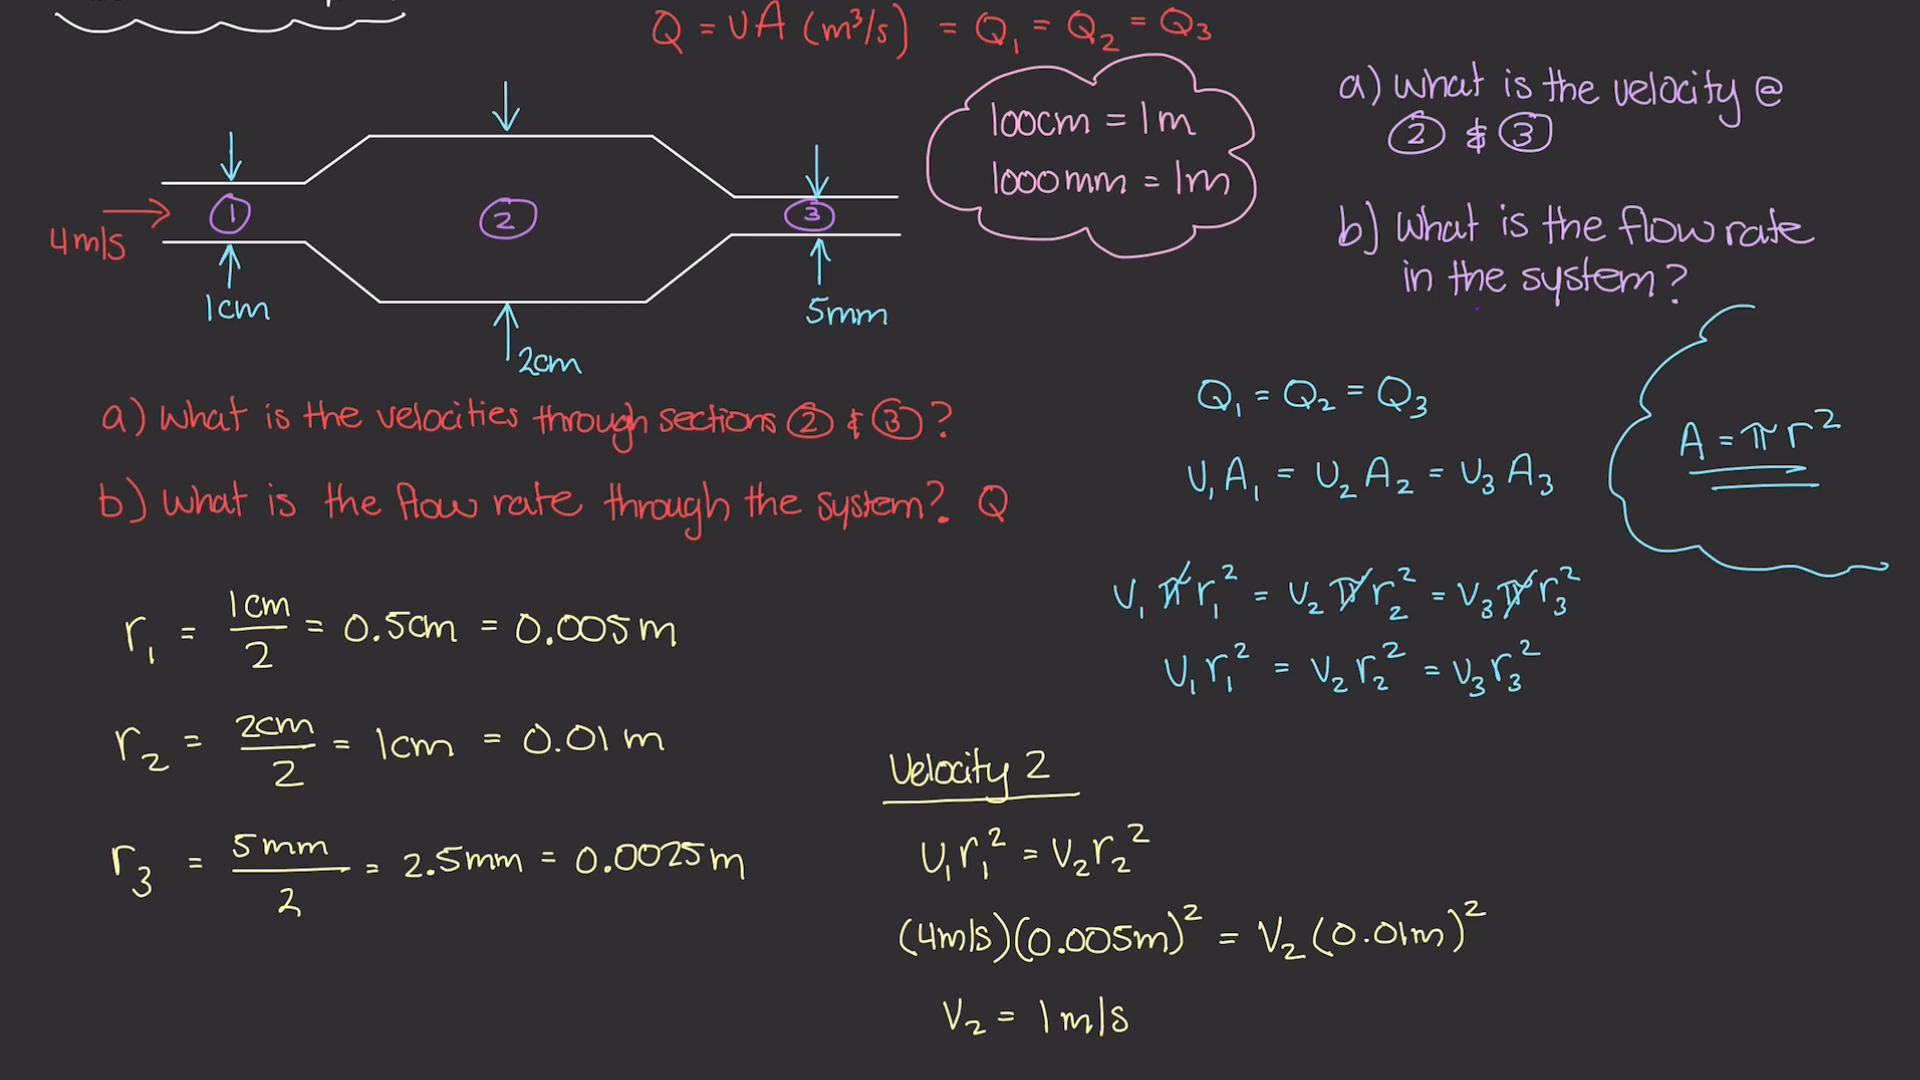 Q = VA (m³/s) = Q₁ = Q₂ = Q₃
100cm = 1m
1000mm = 1m
a) What is the velocity @
② & ③
b) What is the flow rate
in the system?
4m/s
①
②
③
1cm
2cm
5mm
a) What is the velocities through sections ② & ③?
b) What is the flow rate through the system? Q
Q₁ = Q₂ = Q₃
V₁A₁ = V₂A₂ = V₃A₃
A = πr²
V₁πr₁² = V₂πr₂² = V₃πr₃²
V₁r₁² = V₂r₂² = V₃r₃²
r₁ = 1cm/2 = 0.5cm = 0.005m
r₂ = 2cm/2 = 1cm = 0.01m
r₃ = 5mm/2 = 2.5mm = 0.0025m
Velocity 2
V₁r₁² = V₂r₂²
(4m/s)(0.005m)² = V₂(0.01m)²
V₂ = 1m/s